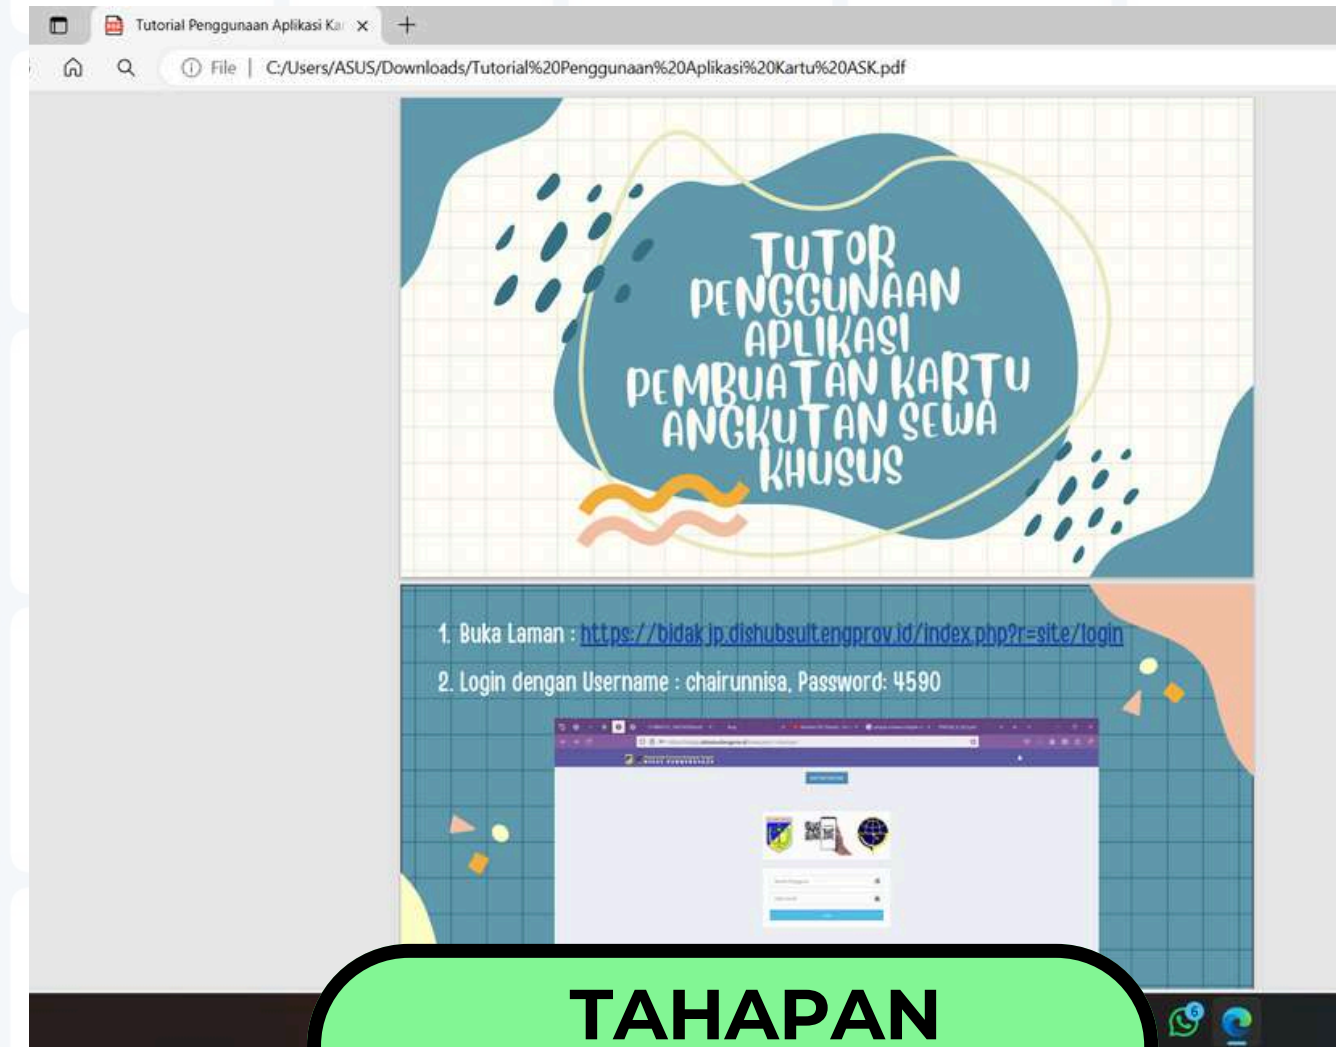 Tutorial Penggunaan Aplikasi Ka
File | C:/Users/ASUS/Downloads/Tutorial%20Penggunaan%20Aplikasi%20Kartu%20ASK.pdf
TUTOR
PENGGUNAAN
APLIKASI
PEMBUATAN KARTU
ANGKUTAN SEWA
KHUSUS
1. Buka Laman : https://bidakjp.dishubsultengprov.id/index.php?r=site/login
2. Login dengan Username : chairunnisa, Password: 4590
TAHAPAN
6